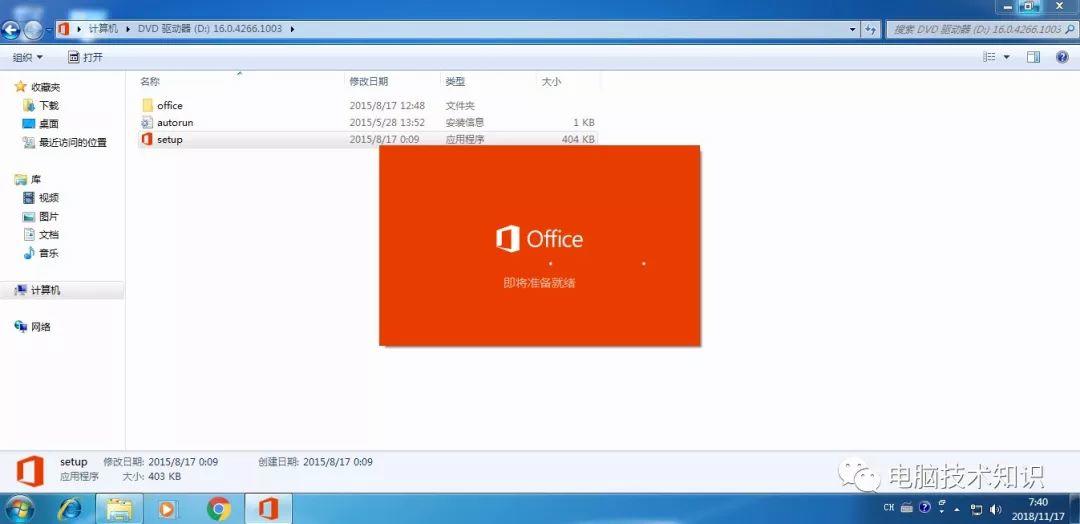 计算机 ▸ DVD 驱动器 (D:) 16.0.4266.1003 ▸
搜索 DVD 驱动器 (D:) 16.0.4266.1003
组织 打开
名称 修改日期 类型 大小
office 2015/8/17 12:48 文件夹
autorun 2015/5/28 13:52 安装信息 1 KB
setup 2015/8/17 0:09 应用程序 404 KB
收藏夹
下载
桌面
最近访问的位置
库
视频
图片
文档
音乐
计算机
网络
Office
即将准备就绪
setup 修改日期: 2015/8/17 0:09 创建日期: 2015/8/17 0:09
应用程序 大小: 403 KB
电脑技术知识
CH
7:40
2018/11/17